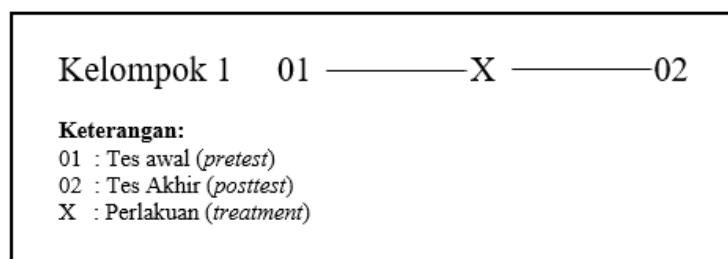 Kelompok 1 01 X 02
Keterangan:
01 : Tes awal (pretest)
02 : Tes Akhir (posttest)
X : Perlakuan (treatment)